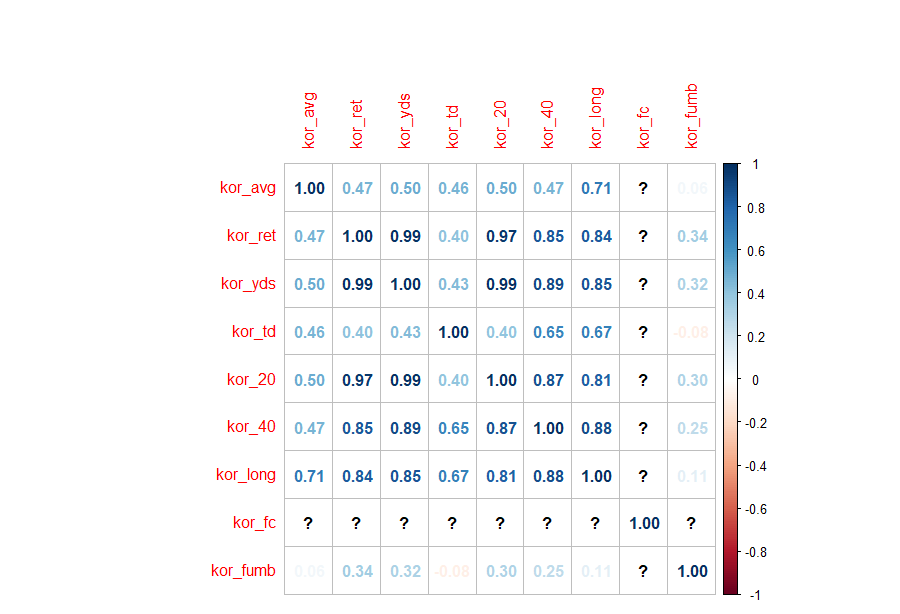 kor_avg kor_ret kor_yds kor_td kor_20 kor_40 kor_long kor_fc kor_fumb
kor_avg 1.00 0.47 0.50 0.46 0.50 0.47 0.71 ? 0.06 1
kor_ret 0.47 1.00 0.99 0.40 0.97 0.85 0.84 ? 0.34 0.8
kor_yds 0.50 0.99 1.00 0.43 0.99 0.89 0.85 ? 0.32 0.6
kor_td 0.46 0.40 0.43 1.00 0.40 0.65 0.67 ? -0.08 0.4
kor_20 0.50 0.97 0.99 0.40 1.00 0.87 0.81 ? 0.30 0.2
kor_40 0.47 0.85 0.89 0.65 0.87 1.00 0.88 ? 0.25 0
kor_long 0.71 0.84 0.85 0.67 0.81 0.88 1.00 ? 0.11 -0.2
kor_fc ? ? ? ? ? ? ? 1.00 ? -0.4
kor_fumb 0.06 0.34 0.32 -0.08 0.30 0.25 0.11 ? 1.00 -0.6
-0.8
-1